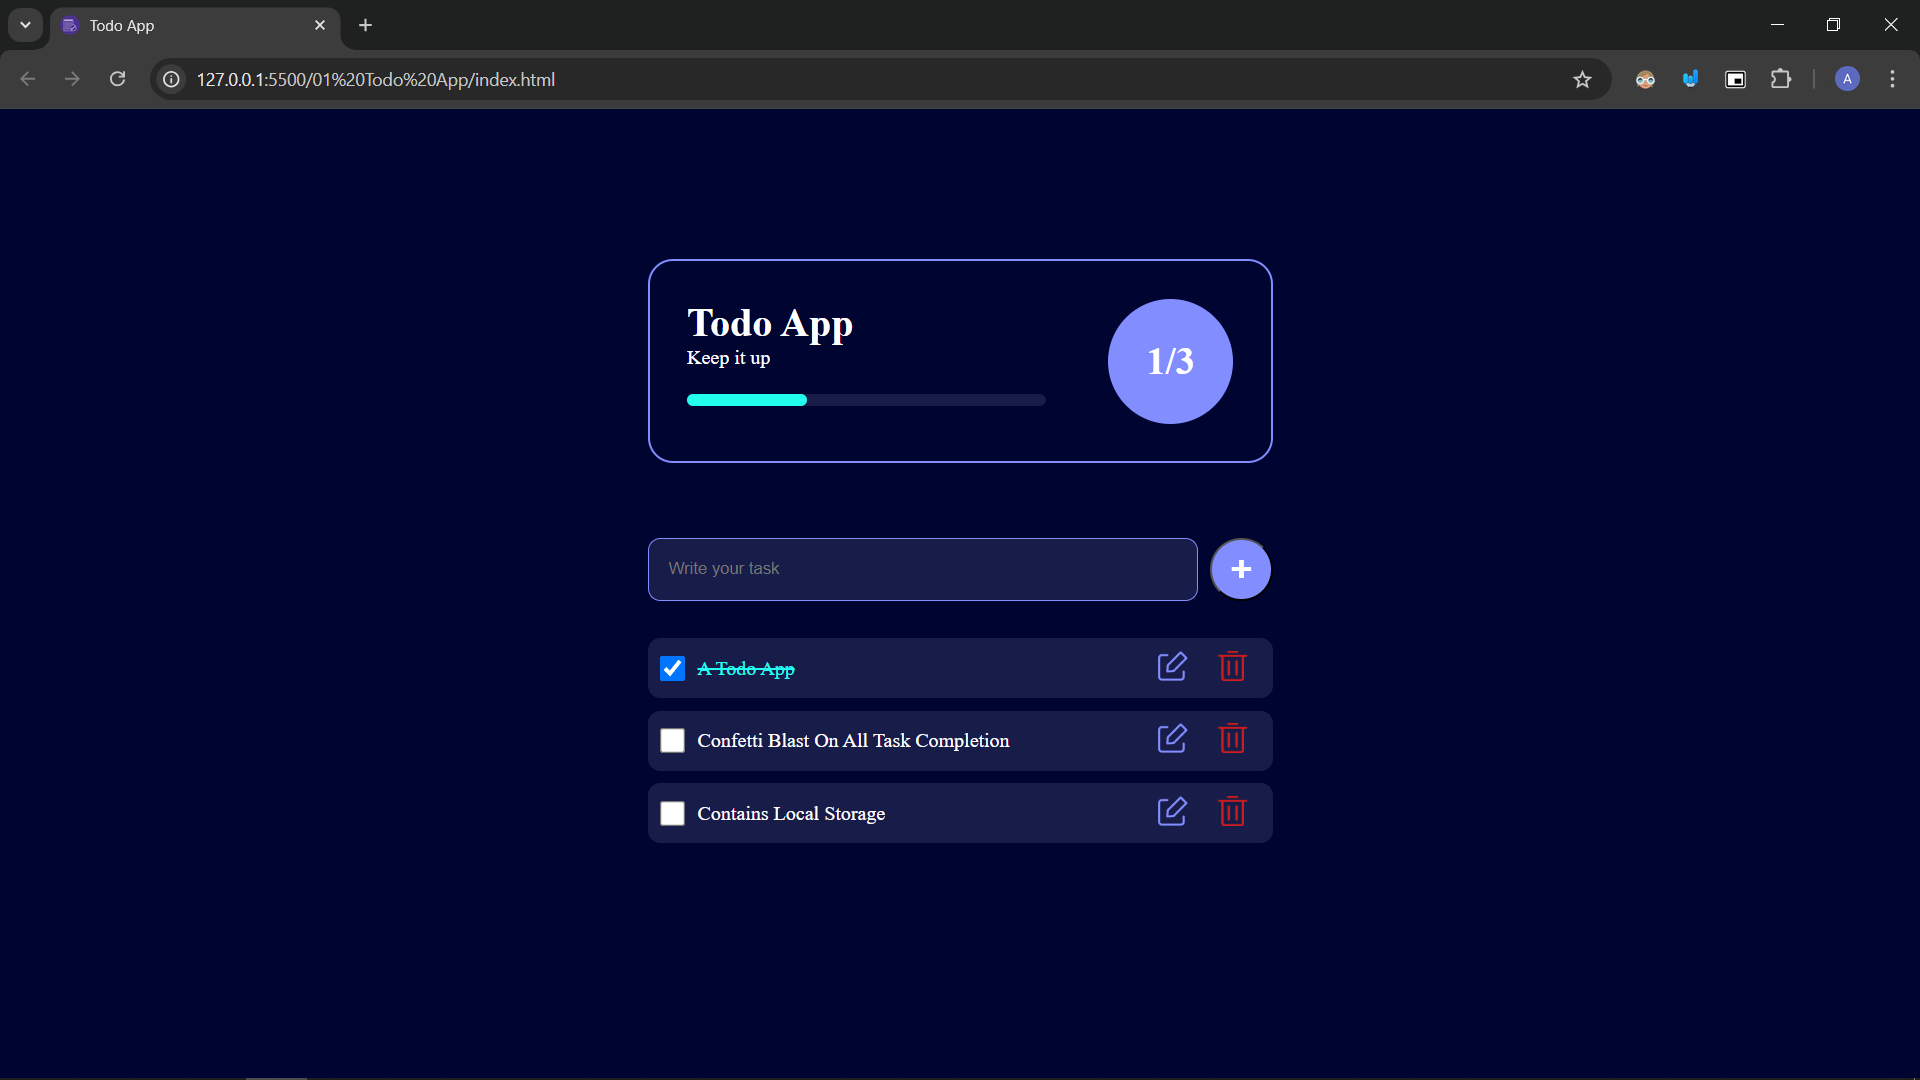 Todo App
127.0.0.1:5500/01%20Todo%20App/index.html
A
Todo App
Keep it up
1/3
Write your task
+
A Todo App
Confetti Blast On All Task Completion
Contains Local Storage